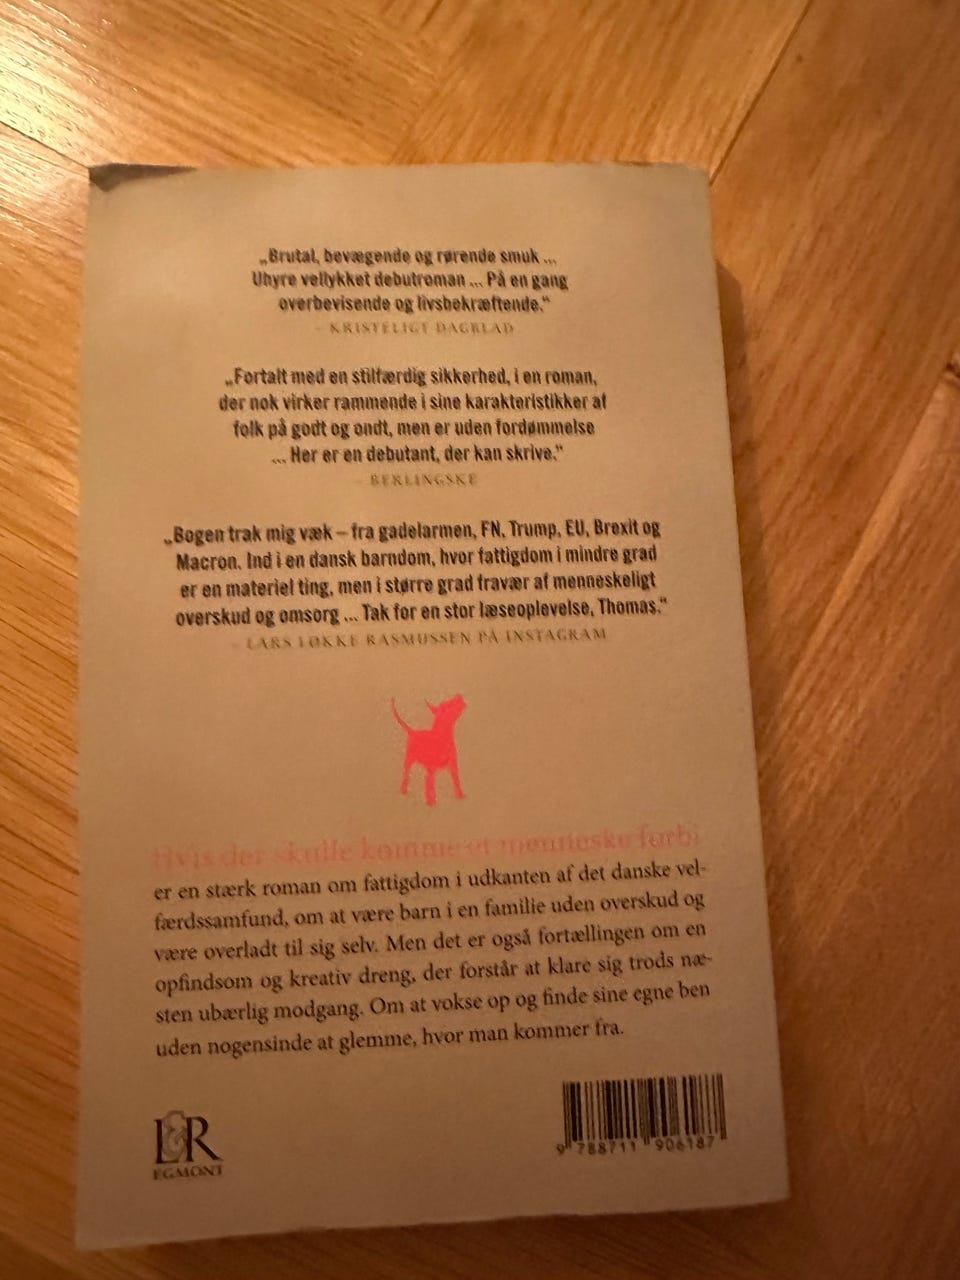 „Brutal, bevægende og rørende smuk ...
Uhyre vellykket debutroman ... På en gang
overbevisende og livsbekræftende.“
– KRISTELIGT DAGBLAD
„Fortalt med en stilfærdig sikkerhed, i en roman,
der nok virker rammende i sine karakteristikker af
folk på godt og ondt, men er uden fordømmelse
... Her er en debutant, der kan skrive.“
– BERLINGSKE
„Bogen trak mig væk – fra gadelarmen, FN, Trump, EU, Brexit og
Macron. Ind i en dansk barndom, hvor fattigdom i mindre grad
er en materiel ting, men i større grad fravær af menneskeligt
overskud og omsorg ... Tak for en stor læseoplevelse, Thomas.“
– LARS LØKKE RASMUSSEN PÅ INSTAGRAM
Hvis der skulle komme et menneske forbi
er en stærk roman om fattigdom i udkanten af det danske vel-
færdssamfund, om at være barn i en familie uden overskud og
være overladt til sig selv. Men det er også fortællingen om en
opfindsom og kreativ dreng, der forstår at klare sig trods næ-
sten ubærlig modgang. Om at vokse op og finde sine egne ben
uden nogensinde at glemme, hvor man kommer fra.
L&R
EGMONT
9 788711 906187